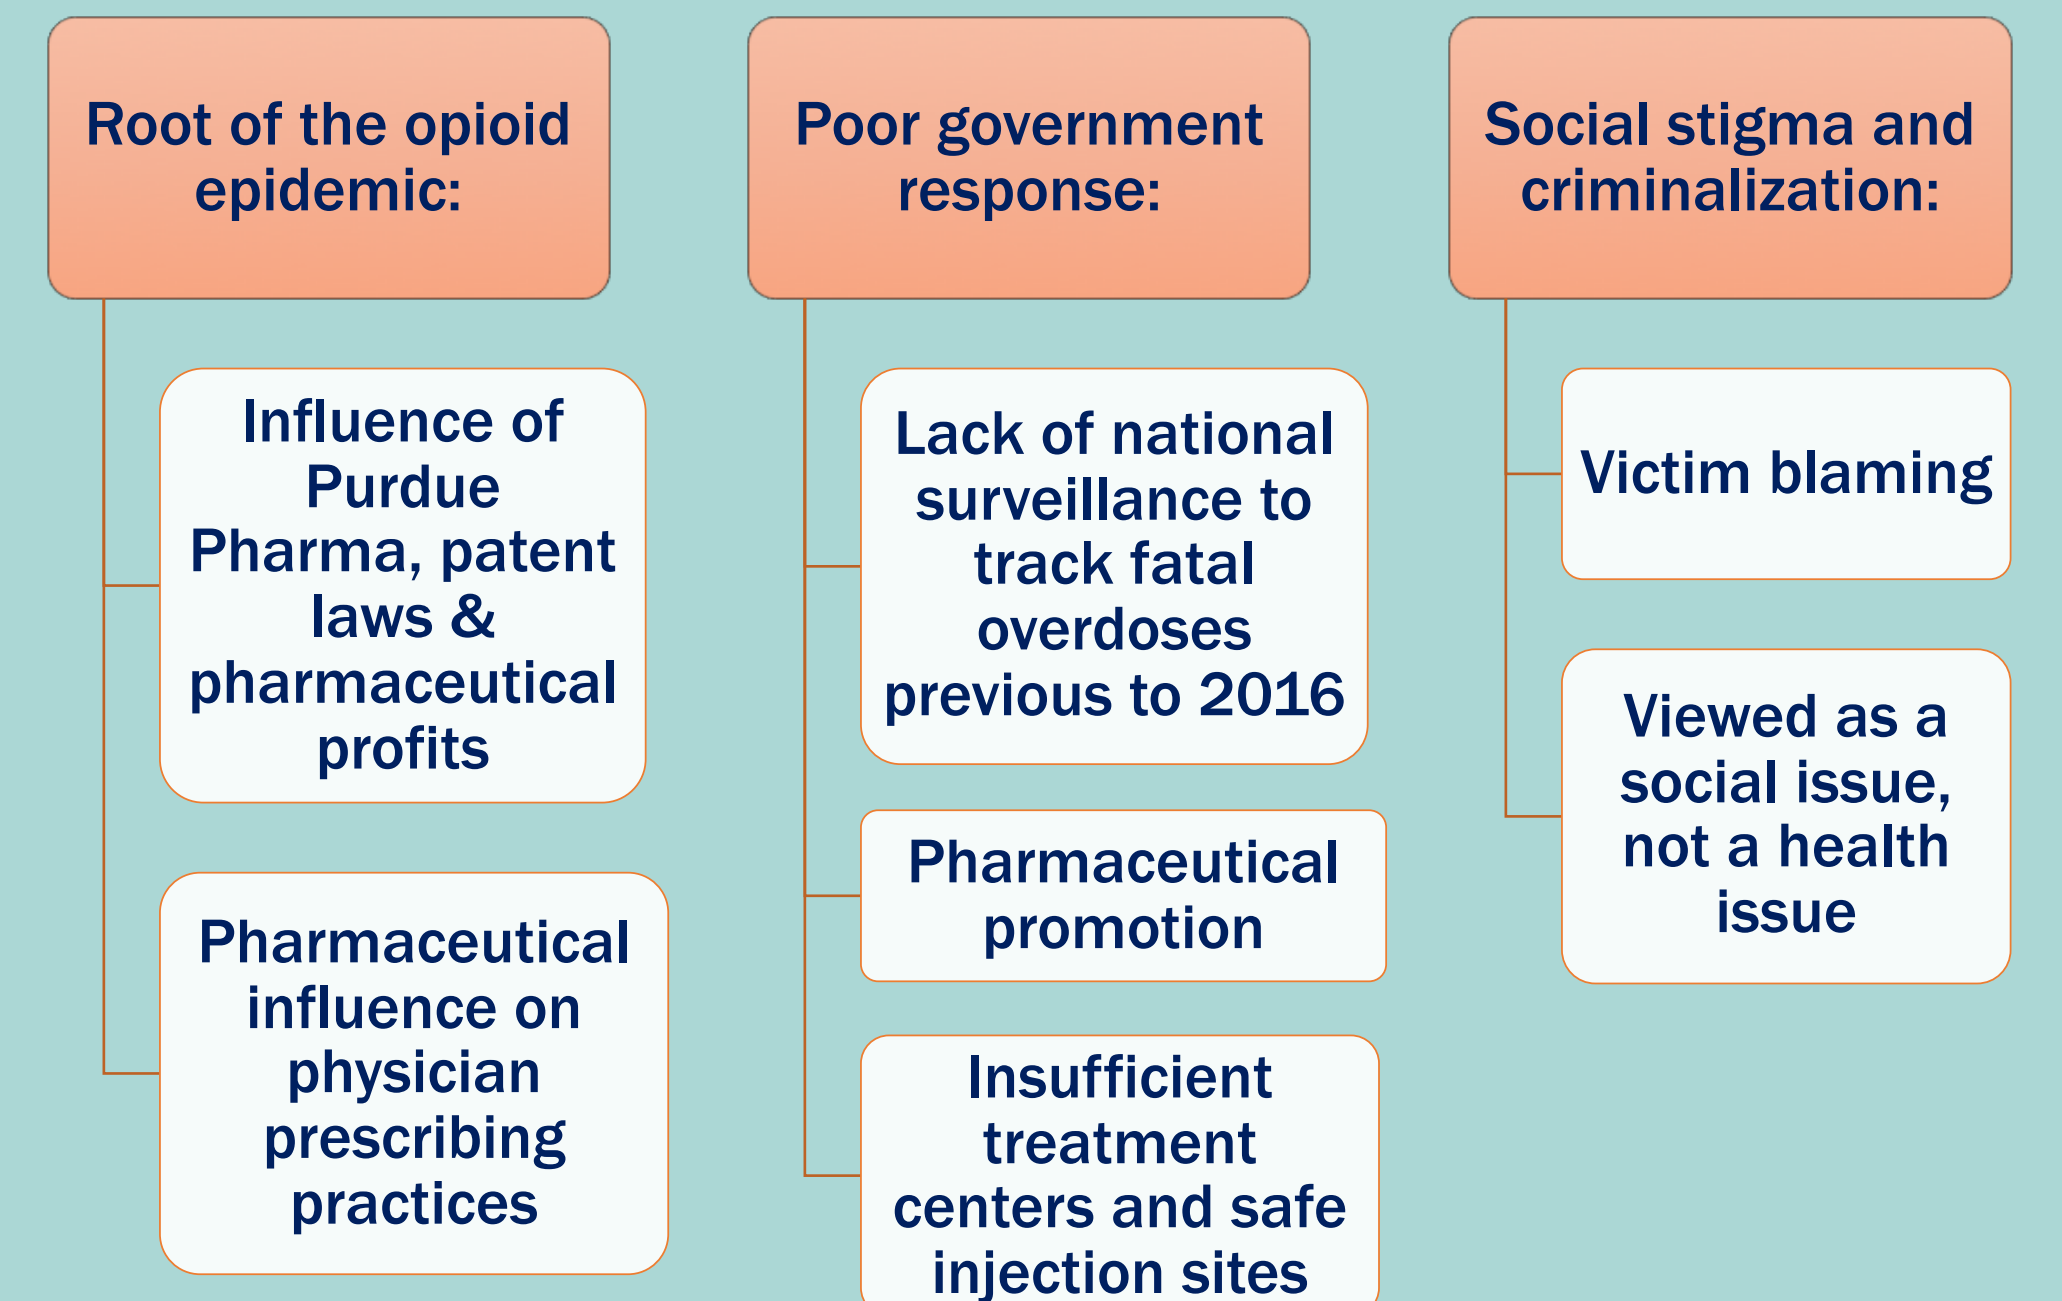 Root of the opioid
epidemic:
Influence of
Purdue
Pharma, patent
laws &
pharmaceutical
profits
Pharmaceutical
influence on
physician
prescribing
practices
Poor government
response:
Lack of national
surveillance to
track fatal
overdoses
previous to 2016
Pharmaceutical
promotion
Insufficient
treatment
centers and safe
injection sites
Social stigma and
criminalization:
Victim blaming
Viewed as a
social issue,
not a health
issue